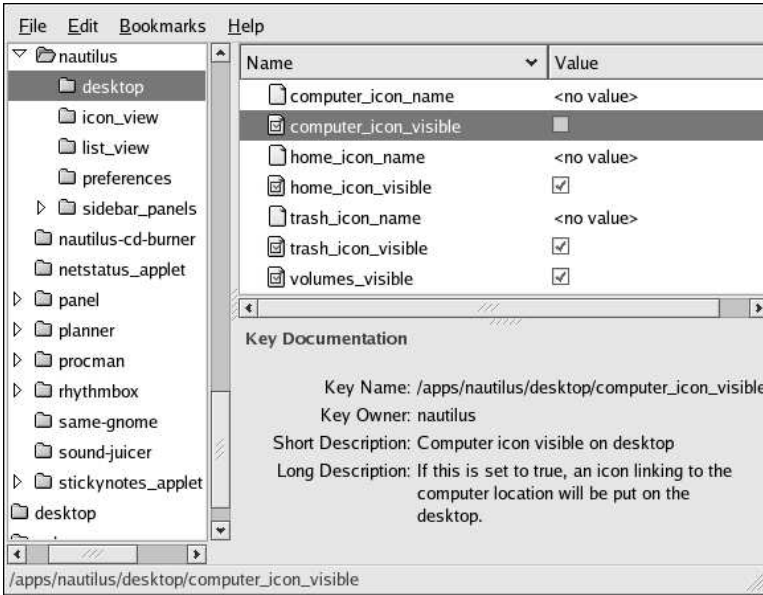 File Edit Bookmarks Help
nautilus
desktop
icon_view
list_view
preferences
sidebar_panels
nautilus-cd-burner
netstatus_applet
panel
planner
procman
rhythmbox
same-gnome
sound-juicer
stickynotes_applet
desktop
Name Value
computer_icon_name <no value>
computer_icon_visible
home_icon_name <no value>
home_icon_visible
trash_icon_name <no value>
trash_icon_visible
volumes_visible
Key Documentation
Key Name: /apps/nautilus/desktop/computer_icon_visible
Key Owner: nautilus
Short Description: Computer icon visible on desktop
Long Description: If this is set to true, an icon linking to the
computer location will be put on the
desktop.
/apps/nautilus/desktop/computer_icon_visible